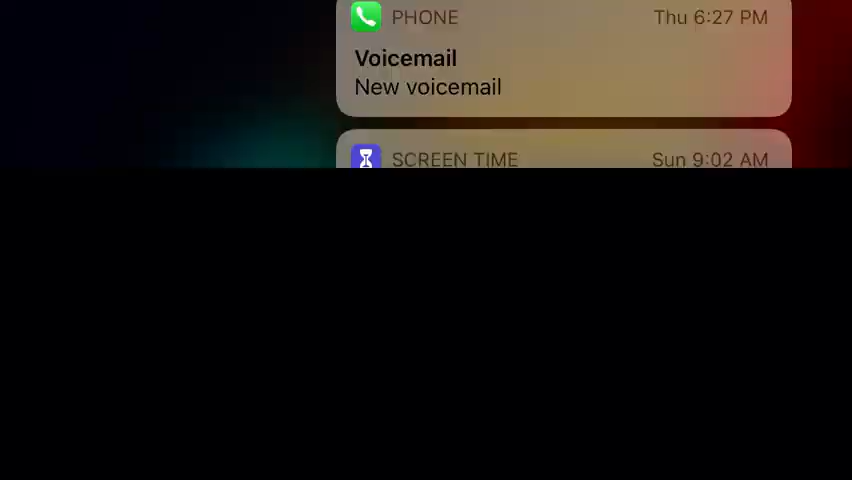 PHONE Thu 6:27 PM
Voicemail
New voicemail
SCREEN TIME Sun 9:02 AM